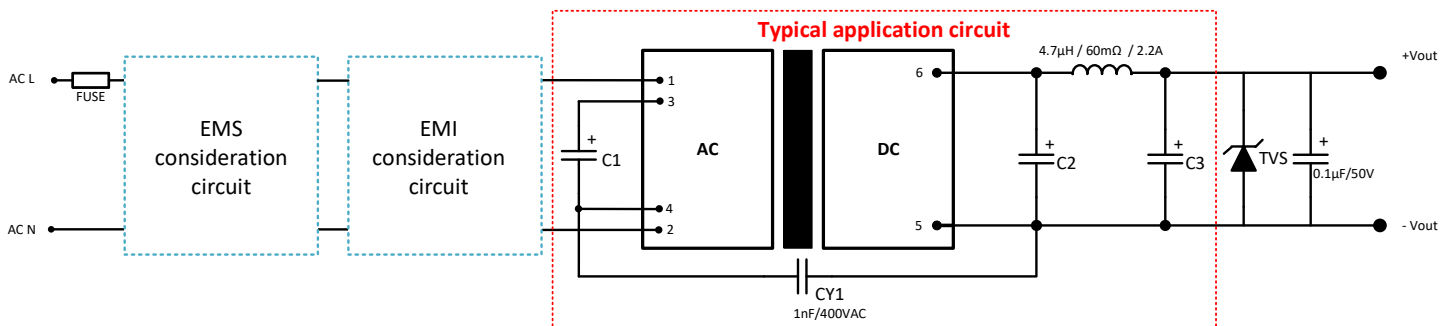 Typical application circuit
4.7µH / 60mΩ / 2.2A
AC L
FUSE
EMS
consideration
circuit
EMI
consideration
circuit
1
3
+
C1
4
2
AC
DC
6
5
+
C2
+
C3
TVS
+
0.1µF/50V
+Vout
AC N
- Vout
CY1
1nF/400VAC